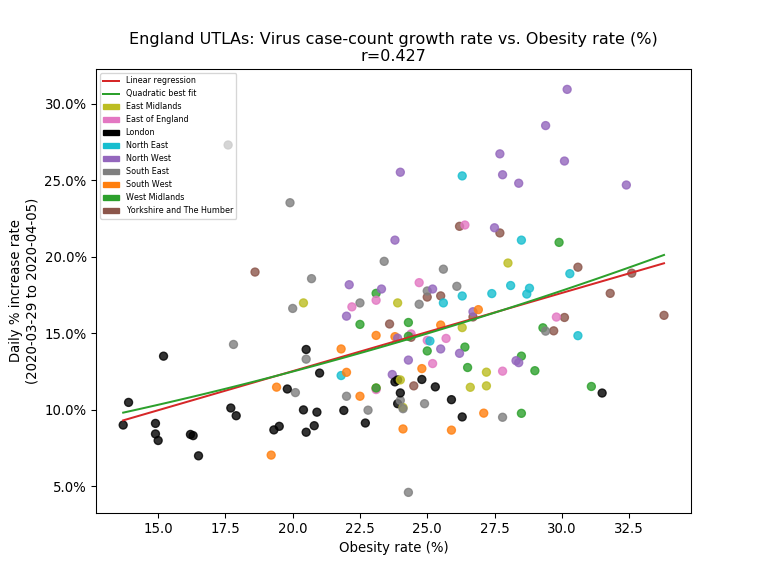 England UTLAs: Virus case-count growth rate vs. Obesity rate (%)
r=0.427
Linear regression
Quadratic best fit
East Midlands
East of England
London
North East
North West
South East
South West
West Midlands
Yorkshire and The Humber
30.0%
25.0%
20.0%
15.0%
10.0%
5.0%
Daily % increase rate
(2020-03-29 to 2020-04-05)
15.0
17.5
20.0
22.5
25.0
27.5
30.0
32.5
Obesity rate (%)